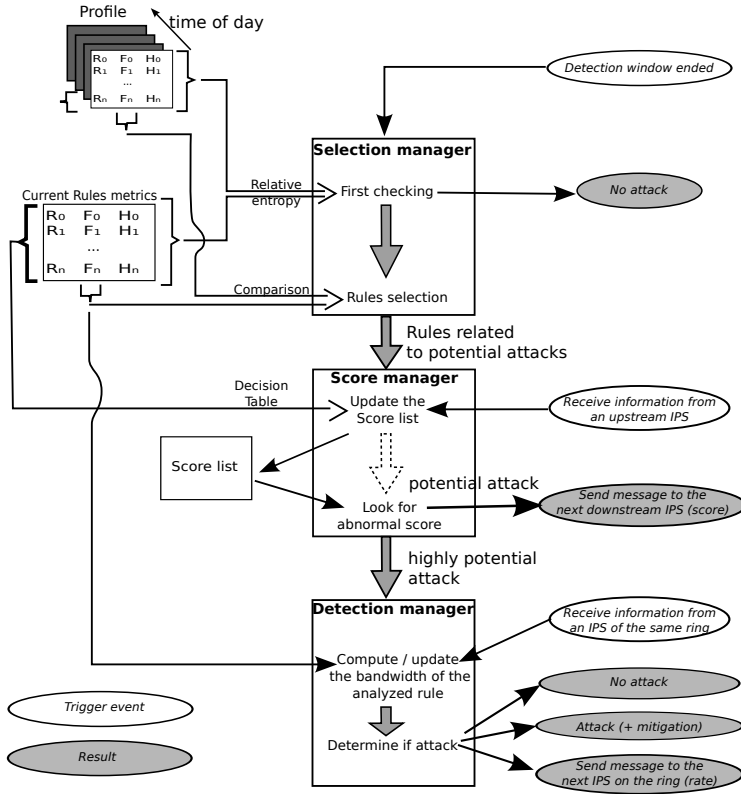 Profile
time of day
R₀ F₀ H₀
R₁ F₁ H₁
...
Rₙ Fₙ Hₙ
Detection window ended
Selection manager
Current Rules metrics
R₀ F₀ H₀
R₁ F₁ H₁
...
Rₙ Fₙ Hₙ
Relative
entropy
First checking
No attack
Comparison
Rules selection
Rules related
to potential attacks
Score manager
Decision
Table
Update the
Score list
Receive information from
an upstream IPS
Score list
potential attack
Look for
abnormal score
Send message to the
next downstream IPS (score)
highly potential
attack
Detection manager
Receive information from
an IPS of the same ring
Compute / update
the bandwidth of the
analyzed rule
No attack
Trigger event
Attack (+ mitigation)
Determine if attack
Result
Send message to the
next IPS on the ring (rate)